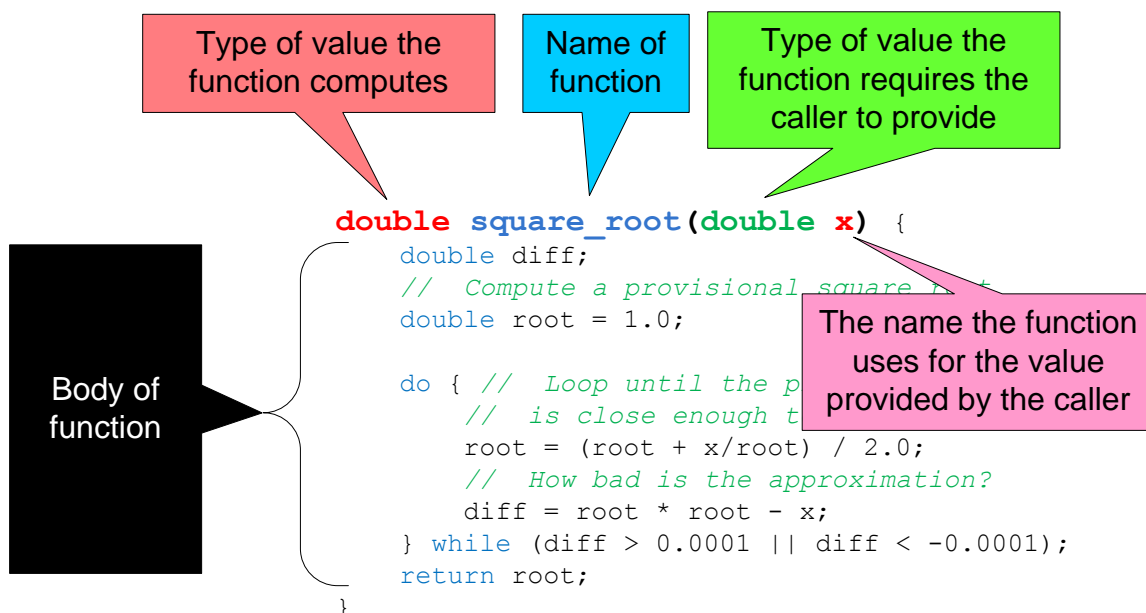 Type of value the
function computes
Name of
function
Type of value the
function requires the
caller to provide
double square_root(double x) {
Body of
function
double diff;
// Compute a provisional square
double root = 1.0;
The name the function
uses for the value
provided by the caller
do { // Loop until the
// is close enough
root = (root + x/root) / 2.0;
// How bad is the approximation?
diff = root * root - x;
} while (diff > 0.0001 || diff < -0.0001);
return root;
}